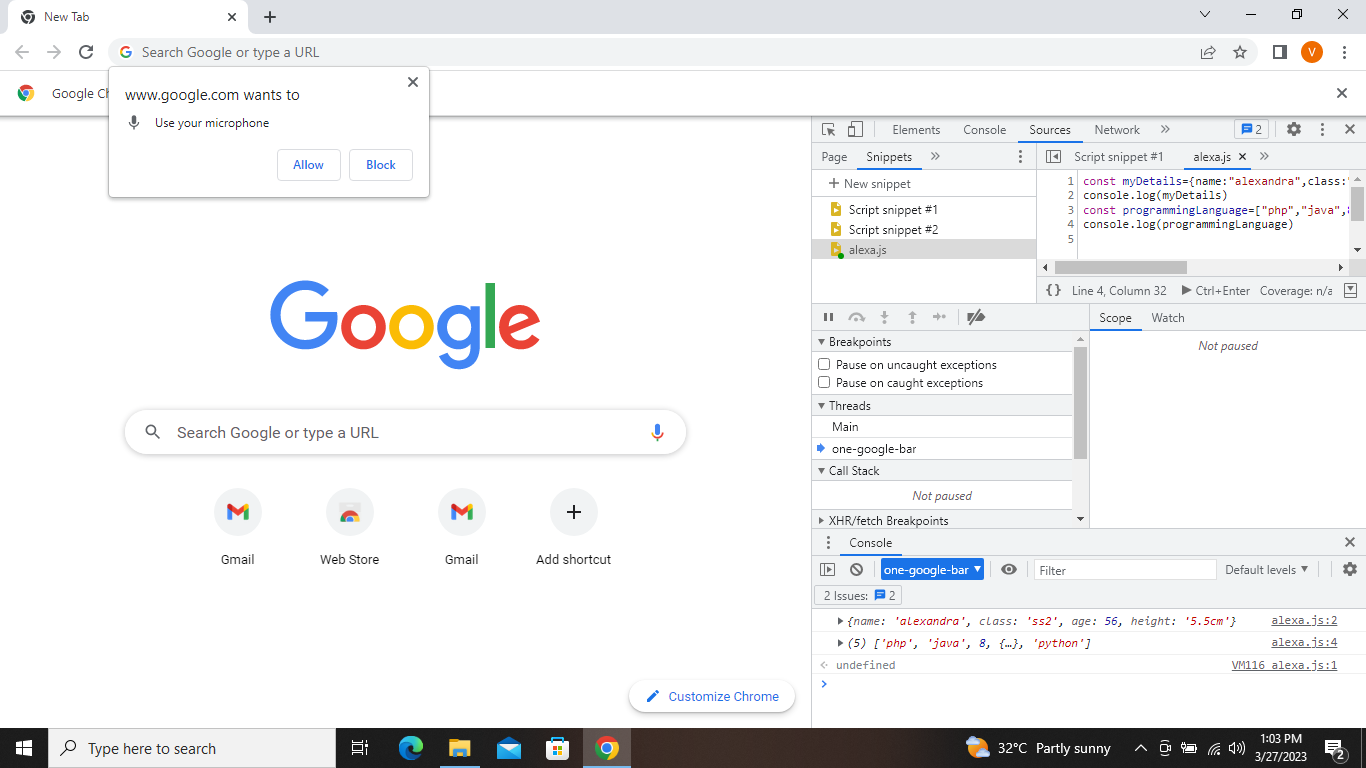 New Tab
Search Google or type a URL
Google Ch
www.google.com wants to
Use your microphone
Allow
Block
Google
Search Google or type a URL
Gmail
Web Store
Gmail
Add shortcut
Customize Chrome
Elements Console Sources Network » 2
Page Snippets »
Script snippet #1 alexa.js »
+ New snippet
Script snippet #1
Script snippet #2
alexa.js
1 const myDetails={name:"alexandra",class:"
2 console.log(myDetails)
3 const programmingLanguage=["php","java",8
4 console.log(programmingLanguage)
5
{} Line 4, Column 32 Ctrl+Enter Coverage: n/a
Breakpoints
Pause on uncaught exceptions
Pause on caught exceptions
Threads
Main
one-google-bar
Call Stack
Not paused
XHR/fetch Breakpoints
Scope Watch
Not paused
Console
one-google-bar Filter Default levels
2 Issues: 2
{name: 'alexandra', class: 'ss2', age: 56, height: '5.5cm'} alexa.js:2
(5) ['php', 'java', 8, {…}, 'python'] alexa.js:4
undefined VM116 alexa.js:1
Type here to search
32°C Partly sunny
1:03 PM
3/27/2023
2
V